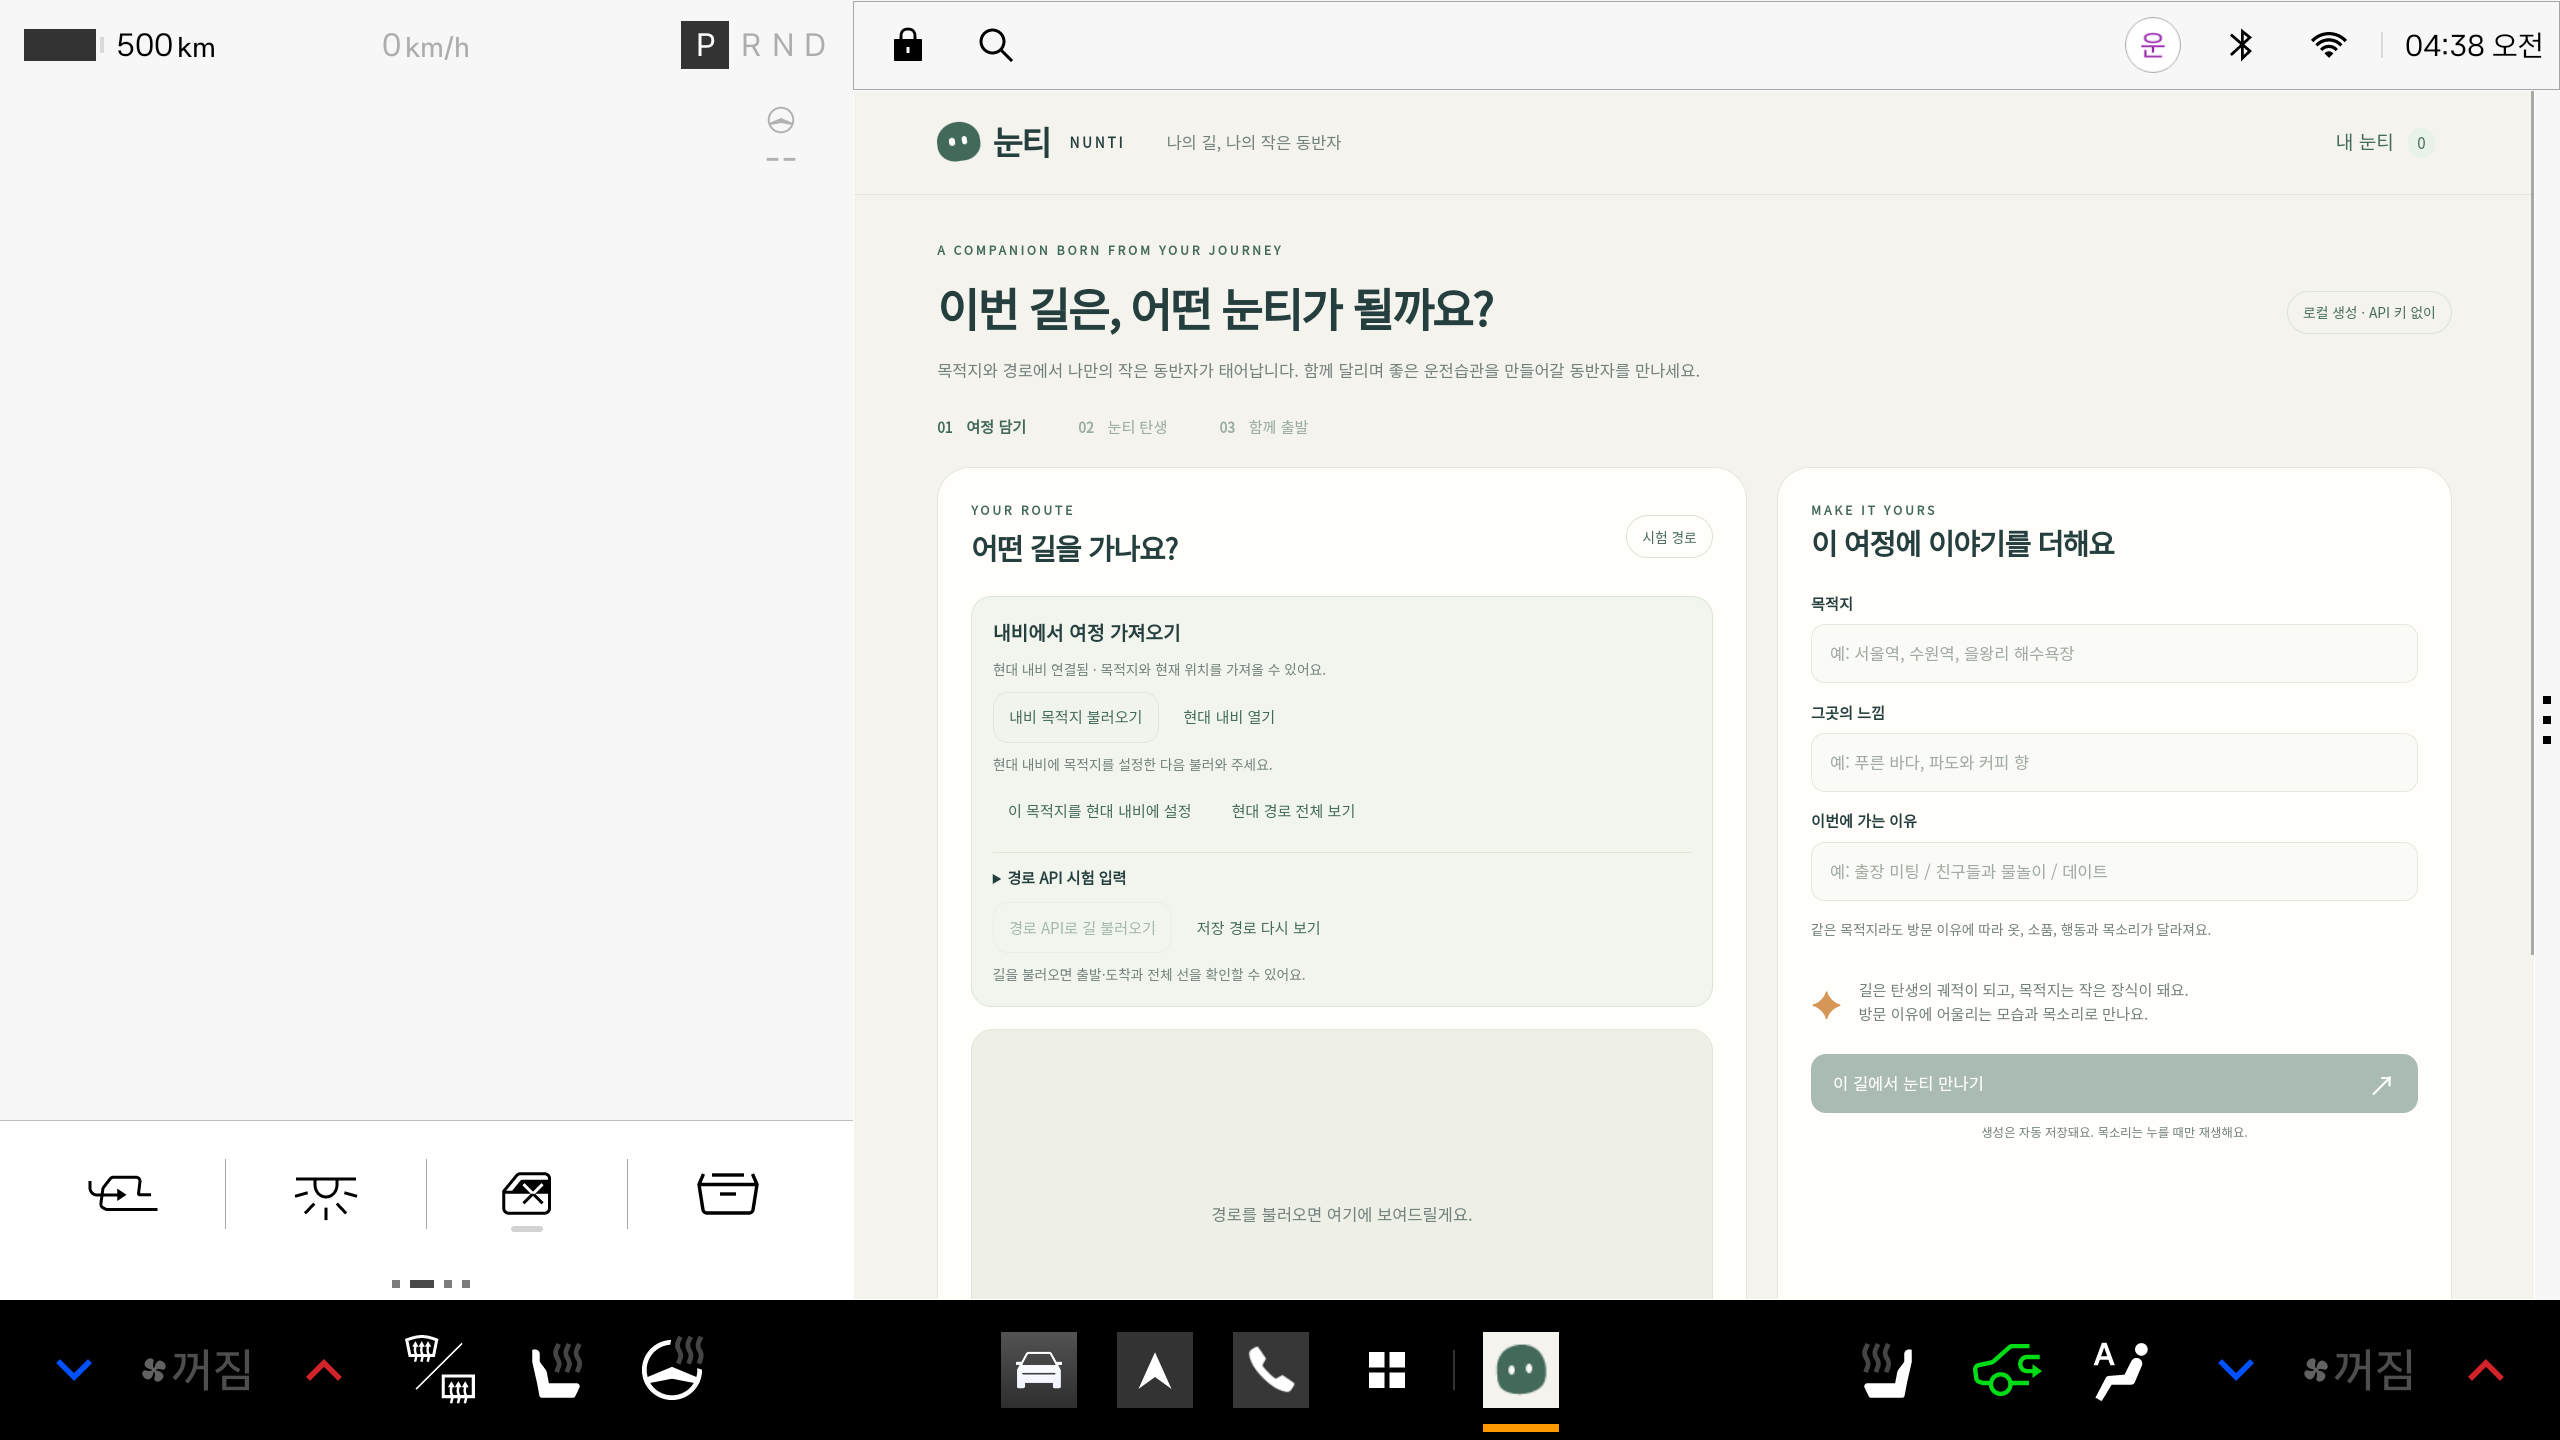 500 km
0 km/h
P R N D
운
04:38 오전
눈티 NUNTI 나의 길, 나의 작은 동반자
내 눈티 0
A COMPANION BORN FROM YOUR JOURNEY
이번 길은, 어떤 눈티가 될까요?
로컬 생성 · API 키 없이
목적지와 경로에서 나만의 작은 동반자가 태어납니다. 함께 달리며 좋은 운전습관을 만들어갈 동반자를 만나세요.
01 여정 담기 02 눈티 탄생 03 함께 출발
YOUR ROUTE
어떤 길을 가나요?
시험 경로
내비에서 여정 가져오기
현대 내비 연결됨 · 목적지와 현재 위치를 가져올 수 있어요.
내비 목적지 불러오기 현대 내비 열기
현대 내비에 목적지를 설정한 다음 불러와 주세요.
이 목적지를 현대 내비에 설정 현대 경로 전체 보기
경로 API 시험 입력
경로 API로 길 불러오기 저장 경로 다시 보기
길을 불러오면 출발·도착과 전체 선을 확인할 수 있어요.
경로를 불러오면 여기에 보여드릴게요.
MAKE IT YOURS
이 여정에 이야기를 더해요
목적지
예: 서울역, 수원역, 을왕리 해수욕장
그곳의 느낌
예: 푸른 바다, 파도와 커피 향
이번에 가는 이유
예: 출장 미팅 / 친구들과 물놀이 / 데이트
같은 목적지라도 방문 이유에 따라 옷, 소품, 행동과 목소리가 달라져요.
길은 탄생의 궤적이 되고, 목적지는 작은 장식이 돼요.
방문 이유에 어울리는 모습과 목소리로 만나요.
이 길에서 눈티 만나기
생성은 자동 저장돼요. 목소리는 누를 때만 재생해요.
꺼짐
A
꺼짐